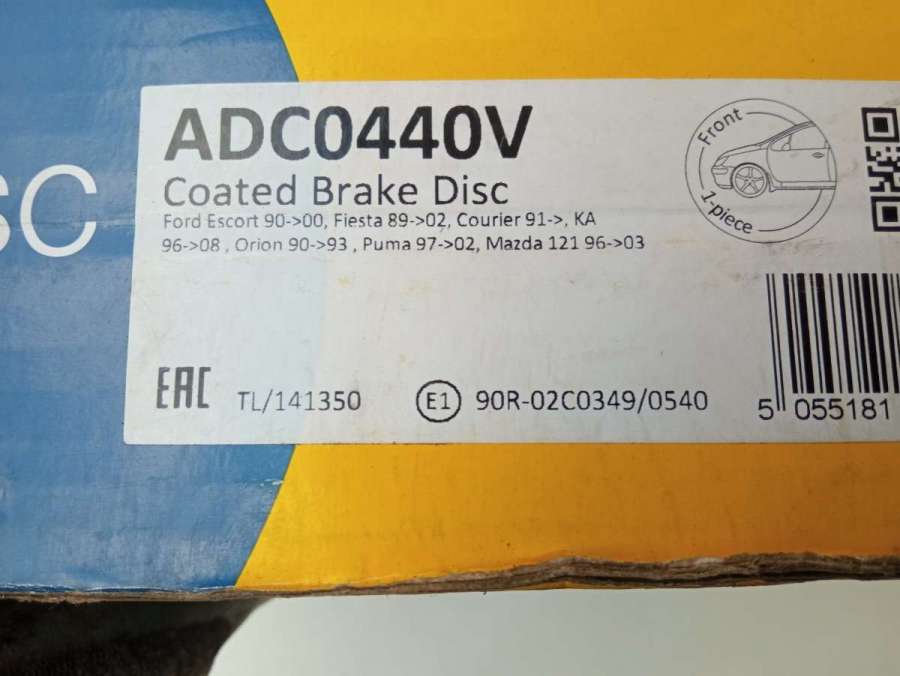 ADC0440V
Coated Brake Disc
Ford Escort 90->00, Fiesta 89->02, Courier 91->, KA
96->08 , Orion 90->93 , Puma 97->02, Mazda 121 96->03
Front
1-piece
SC
EAC
TL/141350
E1 90R-02C0349/0540
5 055181